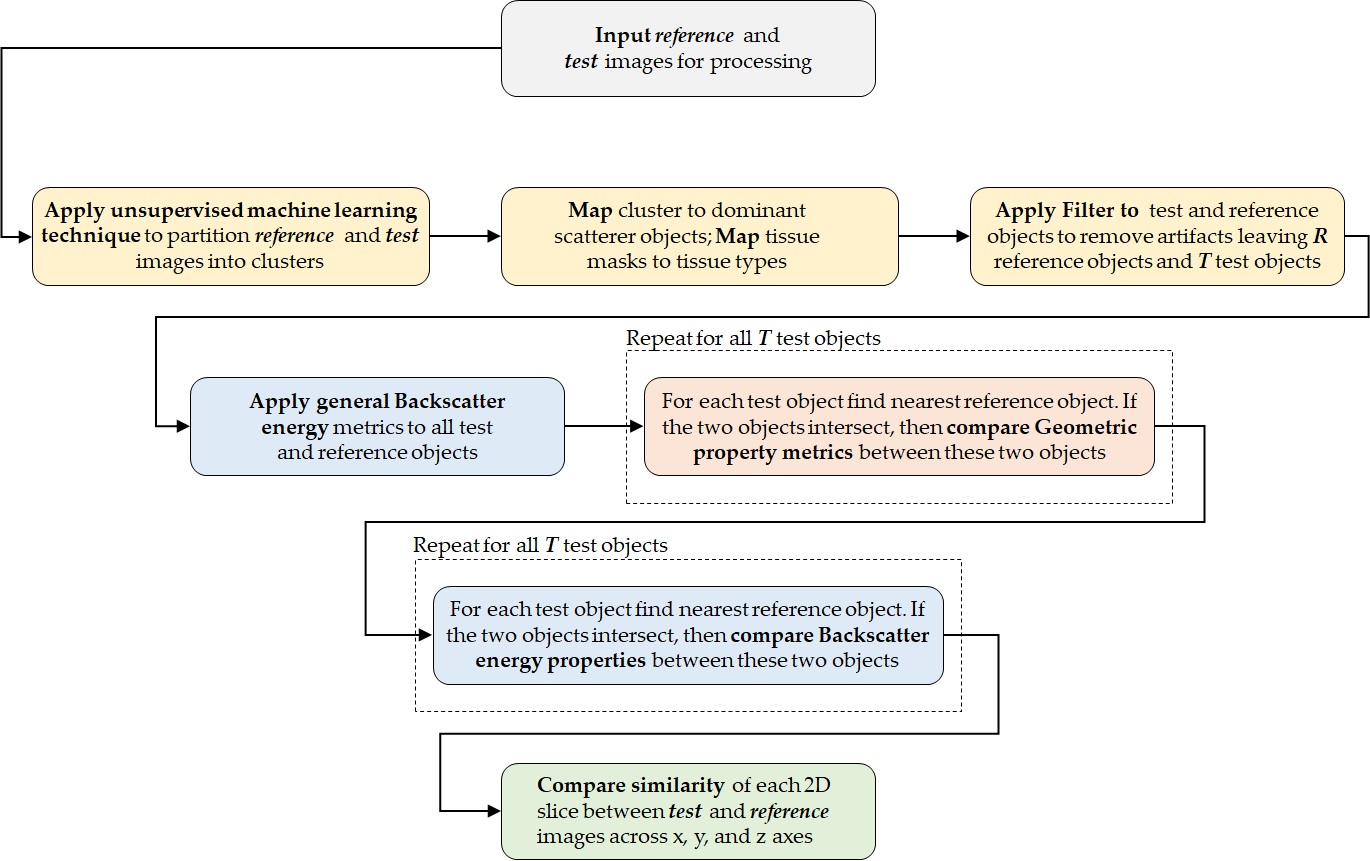 Input reference and
test images for processing
Apply unsupervised machine learning
technique to partition reference and test
images into clusters
Map cluster to dominant
scatterer objects; Map tissue
masks to tissue types
Apply Filter to test and reference
objects to remove artifacts leaving R
reference objects and T test objects
Apply general Backscatter
energy metrics to all test
and reference objects
Repeat for all T test objects
For each test object find nearest reference object. If
the two objects intersect, then compare Geometric
property metrics between these two objects
Repeat for all T test objects
For each test object find nearest reference object. If
the two objects intersect, then compare Backscatter
energy properties between these two objects
Compare similarity of each 2D
slice between test and reference
images across x, y, and z axes